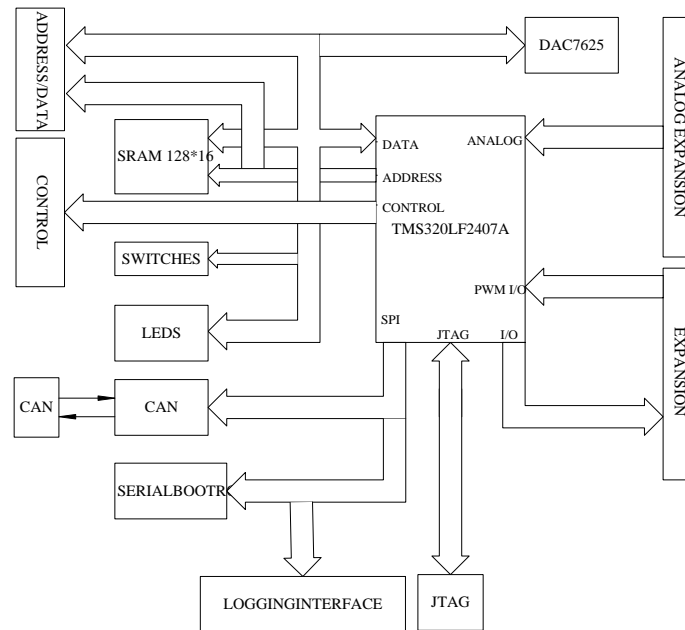 ADDRESS/DATA
DAC7625
ANALOG EXPANSION
SRAM 128*16
DATA
ANALOG
ADDRESS
CONTROL
CONTROL
TMS320LF2407A
SWITCHES
PWM I/O
LEDS
SPI
JTAG
I/O
EXPANSION
CAN
CAN
SERIALBOOTR
LOGGINGINTERFACE
JTAG